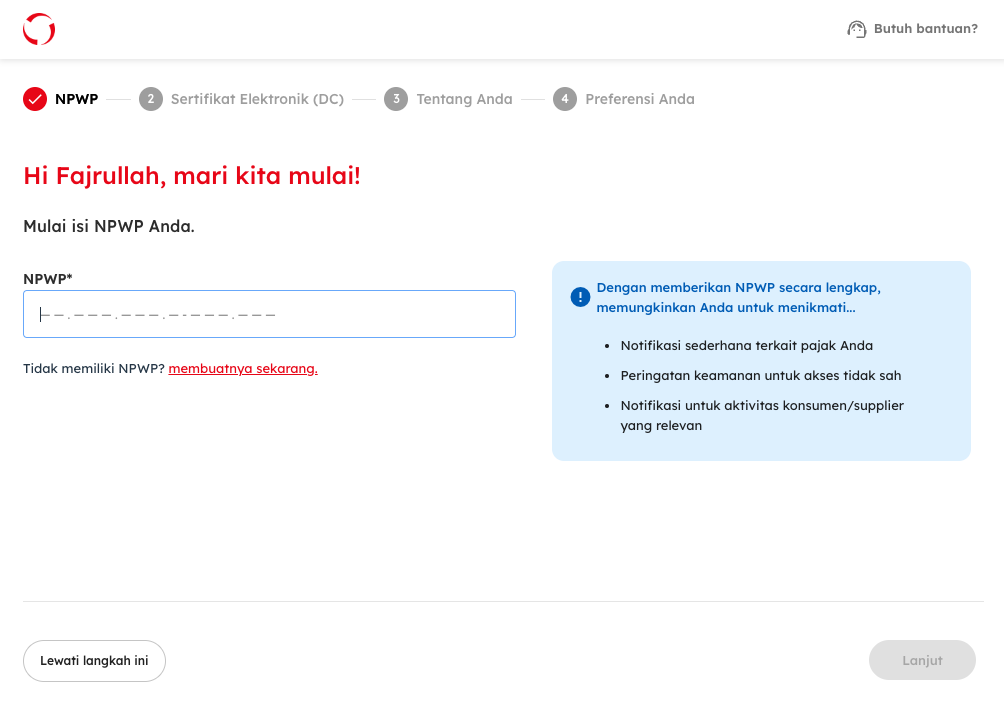 Butuh bantuan?
NPWP
2 Sertifikat Elektronik (DC)
3 Tentang Anda
4 Preferensi Anda
Hi Fajrullah, mari kita mulai!
Mulai isi NPWP Anda.
NPWP*
__.___.___._-___.___
Tidak memiliki NPWP? membuatnya sekarang.
Dengan memberikan NPWP secara lengkap,
memungkinkan Anda untuk menikmati...
• Notifikasi sederhana terkait pajak Anda
• Peringatan keamanan untuk akses tidak sah
• Notifikasi untuk aktivitas konsumen/supplier
yang relevan
Lewati langkah ini
Lanjut